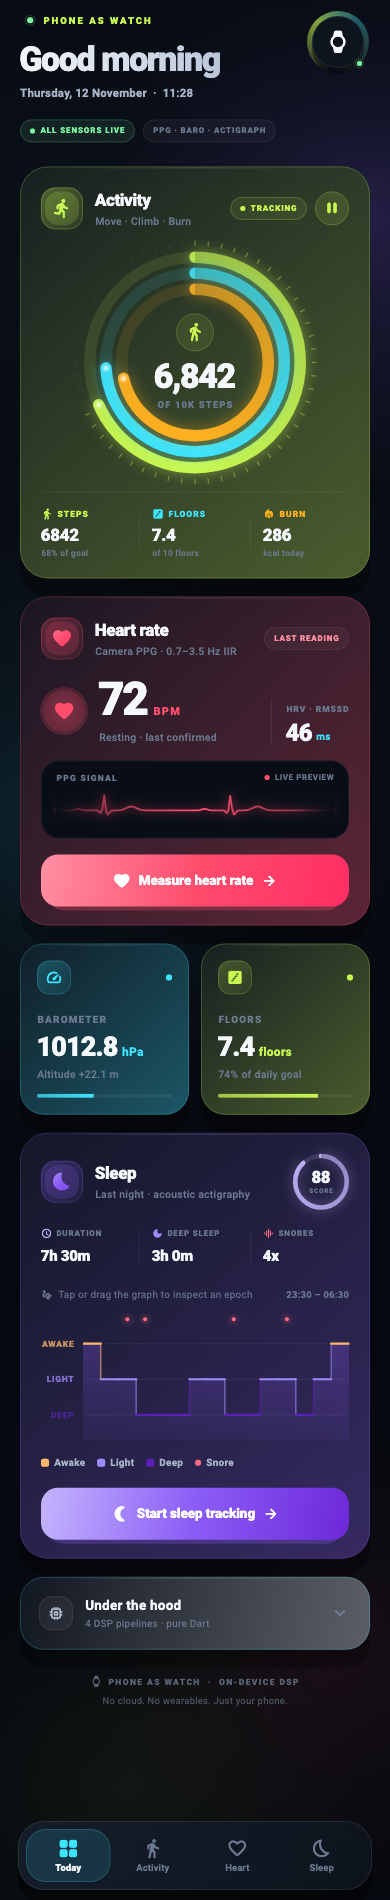 PHONE AS WATCH
Good morning
Thursday, 12 November · 11:28
ALL SENSORS LIVE
PPG · BARO · ACTIGRAPH
Activity
Move · Climb · Burn
TRACKING
6,842
OF 10K STEPS
STEPS
6842
68% of goal
FLOORS
7.4
of 10 floors
BURN
286
kcal today
Heart rate
Camera PPG · 0.7–3.5 Hz IIR
LAST READING
72 BPM
Resting · last confirmed
HRV · RMSSD
46 ms
PPG SIGNAL
LIVE PREVIEW
Measure heart rate
BAROMETER
1012.8 hPa
Altitude +22.1 m
FLOORS
7.4 floors
74% of daily goal
Sleep
Last night · acoustic actigraphy
88
SCORE
DURATION
7h 30m
DEEP SLEEP
3h 0m
SNORES
4x
Tap or drag the graph to inspect an epoch
23:30 – 06:30
AWAKE
LIGHT
DEEP
Awake
Light
Deep
Snore
Start sleep tracking
Under the hood
4 DSP pipelines · pure Dart
PHONE AS WATCH · ON-DEVICE DSP
No cloud. No wearables. Just your phone.
Today
Activity
Heart
Sleep